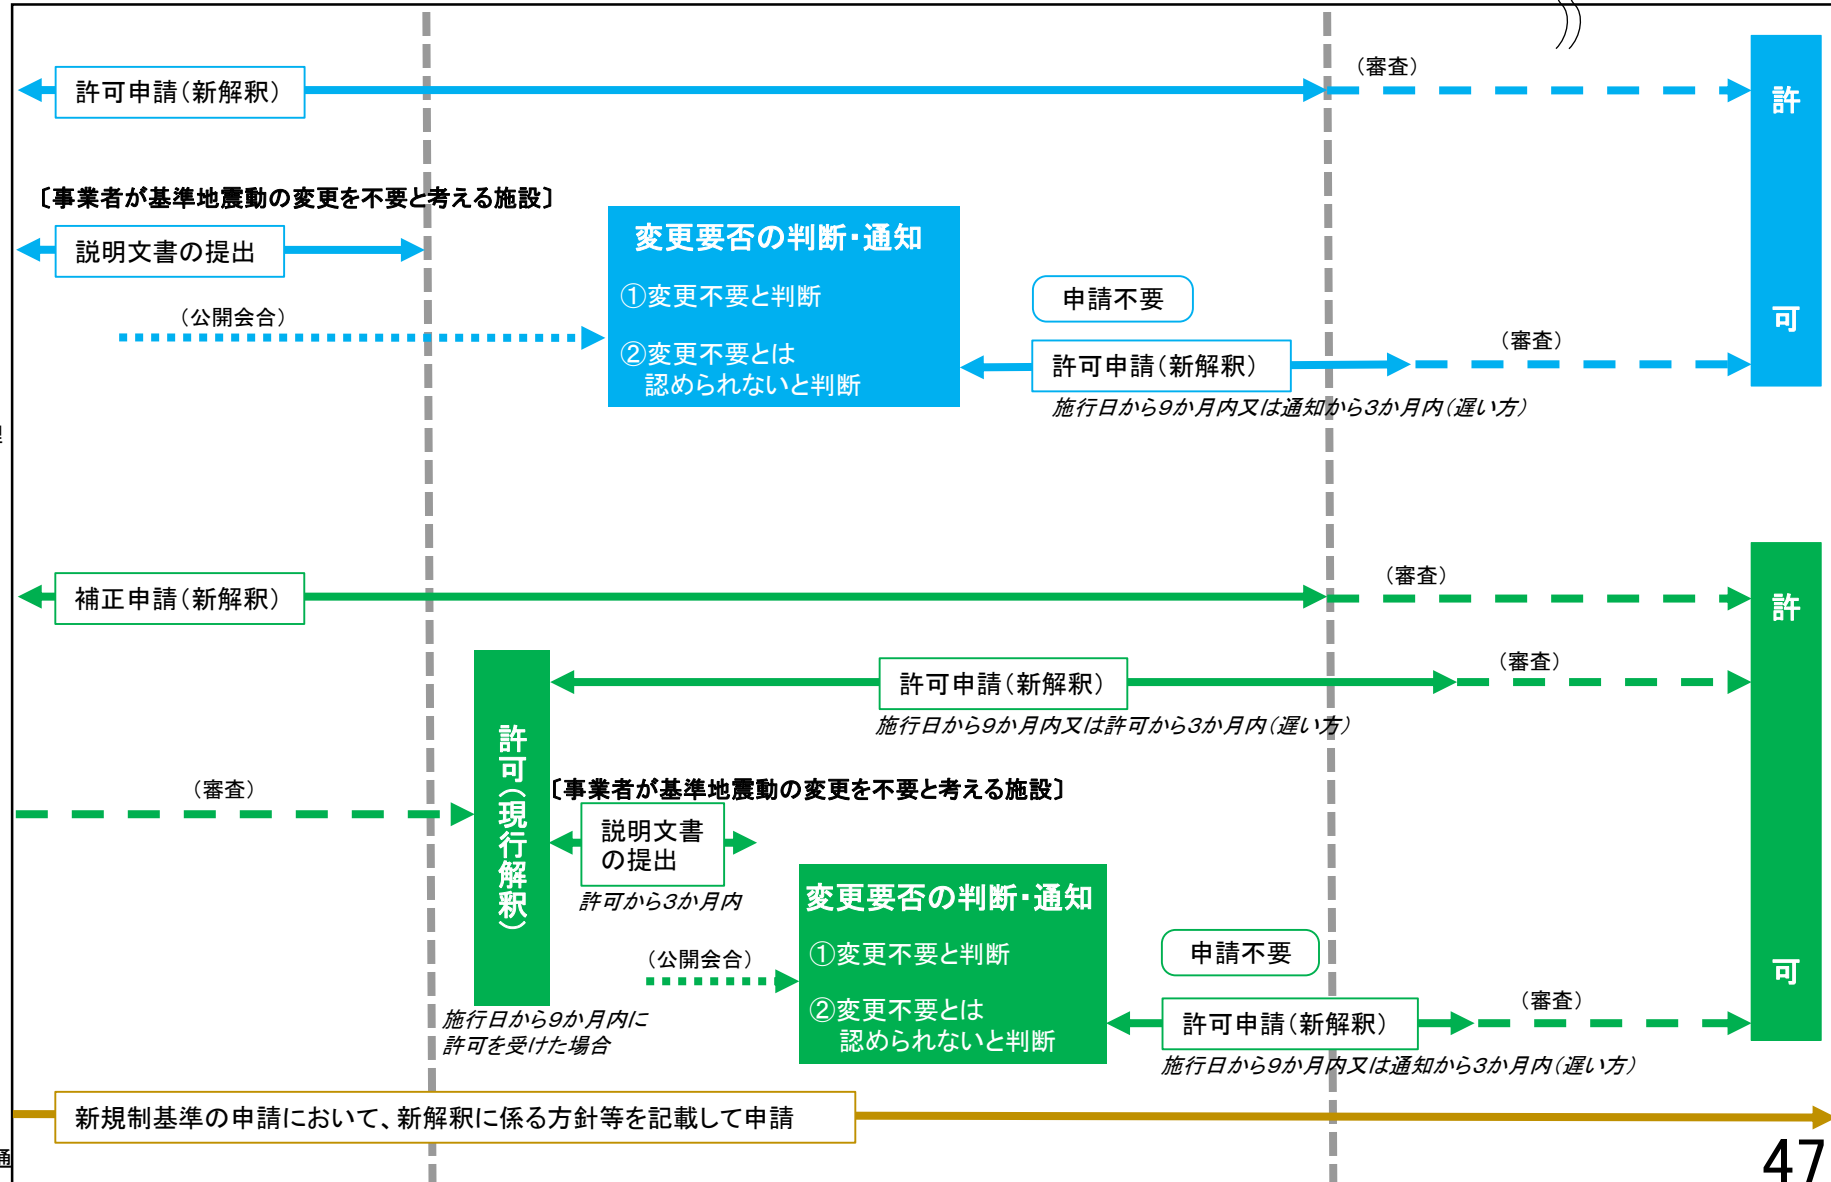 （審査）
許可申請（新解釈）
許
可
〔事業者が基準地震動の変更を不要と考える施設〕
説明文書の提出
（公開会合）
変更要否の判断・通知
①変更不要と判断
②変更不要とは
認められないと判断
申請不要
許可申請（新解釈）
（審査）
施行日から9か月内又は通知から3か月内（遅い方）
補正申請（新解釈）
（審査）
許
可
許可申請（新解釈）
（審査）
施行日から9か月内又は許可から3か月内（遅い方）
（審査）
許可（現行解釈）
施行日から9か月内に
許可を受けた場合
〔事業者が基準地震動の変更を不要と考える施設〕
説明文書
の提出
許可から3か月内
（公開会合）
変更要否の判断・通知
①変更不要と判断
②変更不要とは
認められないと判断
申請不要
許可申請（新解釈）
（審査）
施行日から9か月内又は通知から3か月内（遅い方）
新規制基準の申請において、新解釈に係る方針等を記載して申請
通
47